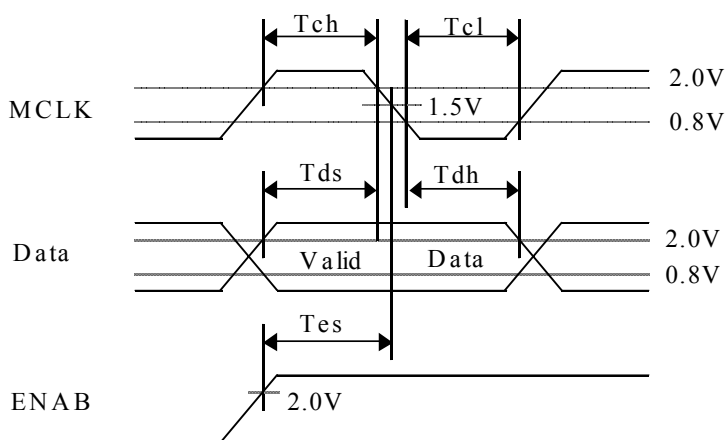 Tch
Tcl
MCLK
2.0V
1.5V
0.8V
Tds
Tdh
Data
2.0V
Valid
Data
0.8V
Tes
ENAB
2.0V